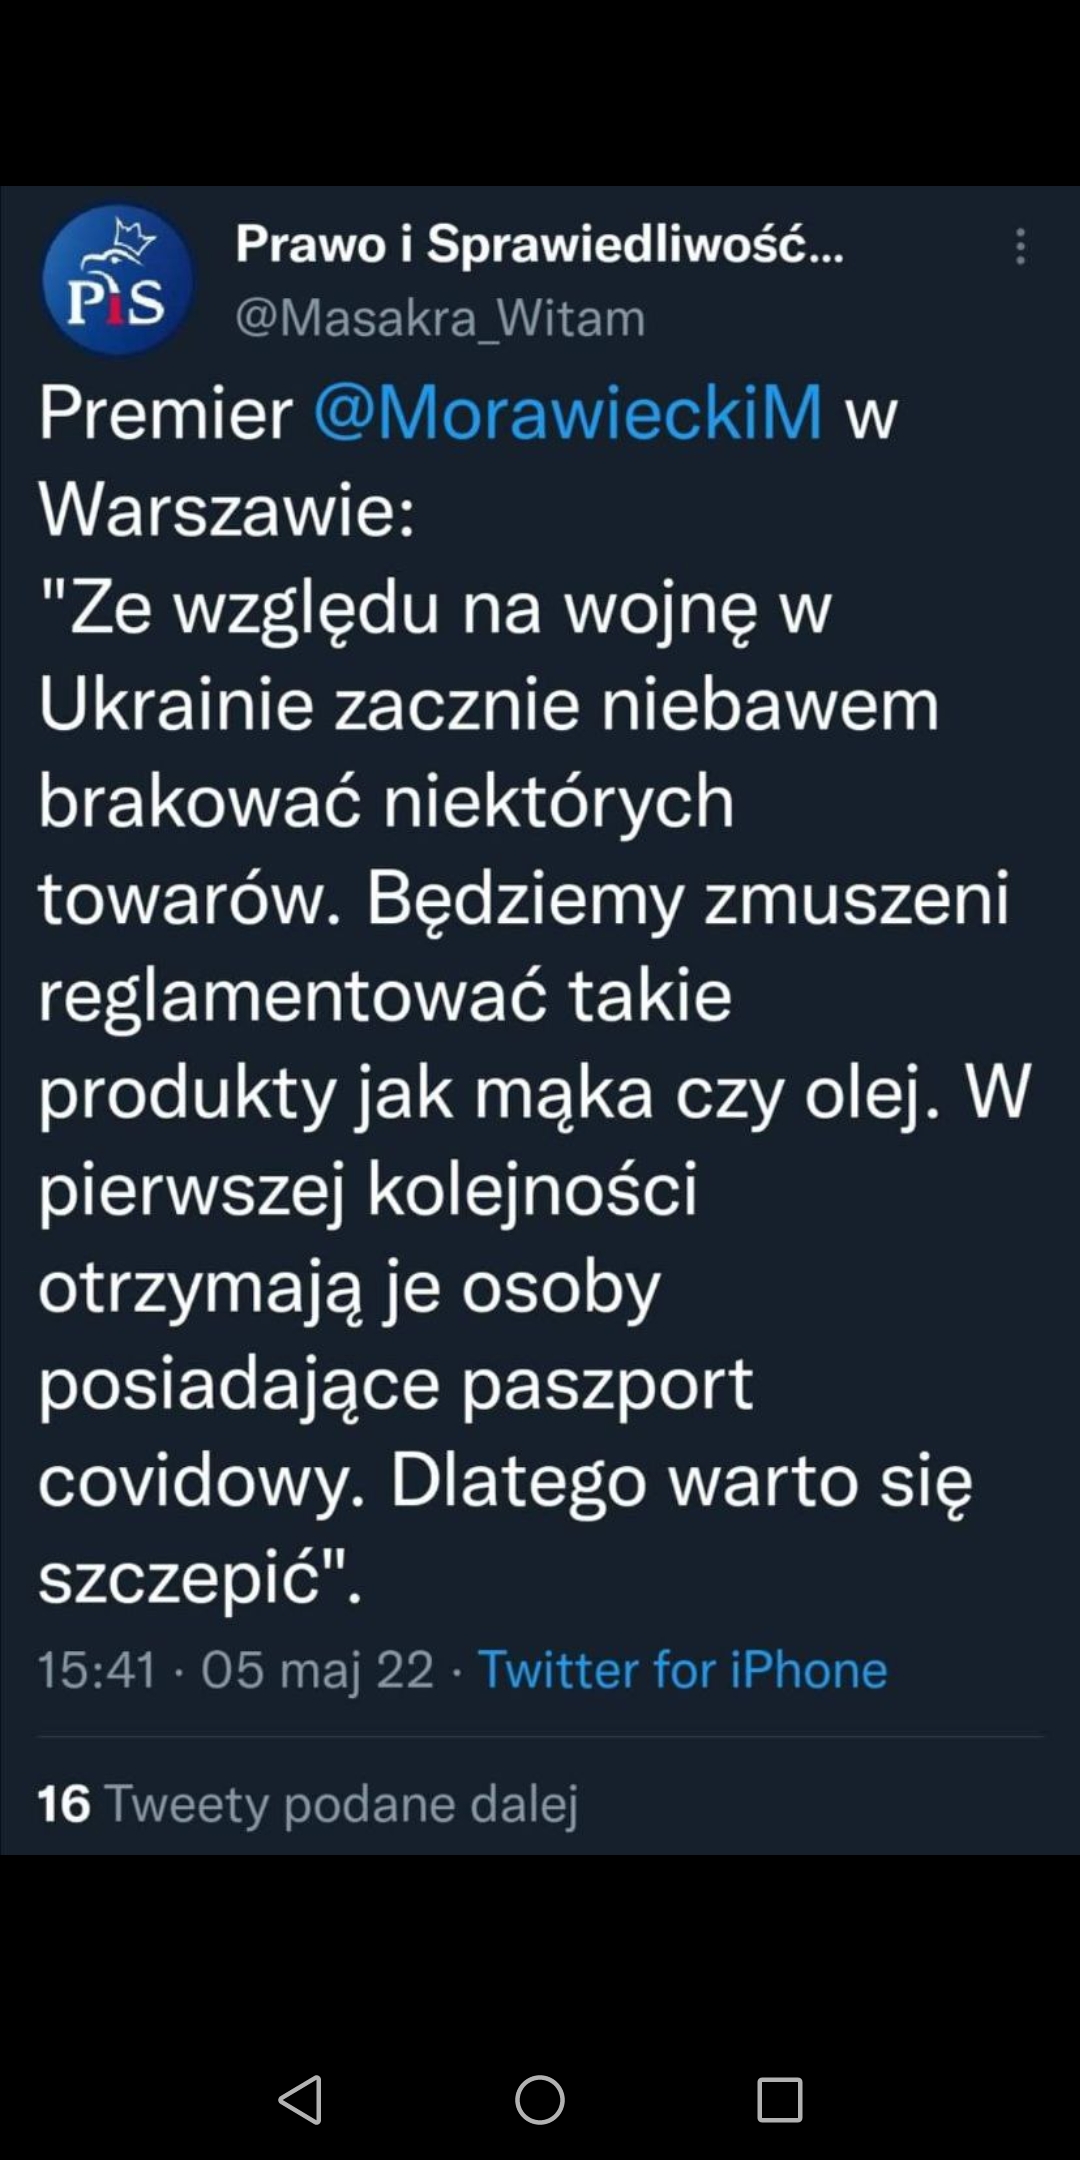 PiS
Prawo i Sprawiedliwość...
@Masakra_Witam
Premier @MorawieckiM w
Warszawie:
"Ze względu na wojnę w
Ukrainie zacznie niebawem
brakować niektórych
towarów. Będziemy zmuszeni
reglamentować takie
produkty jak mąka czy olej. W
pierwszej kolejności
otrzymają je osoby
posiadające paszport
covidowy. Dlatego warto się
szczepić".
15:41 · 05 maj 22 · Twitter for iPhone
16 Tweety podane dalej